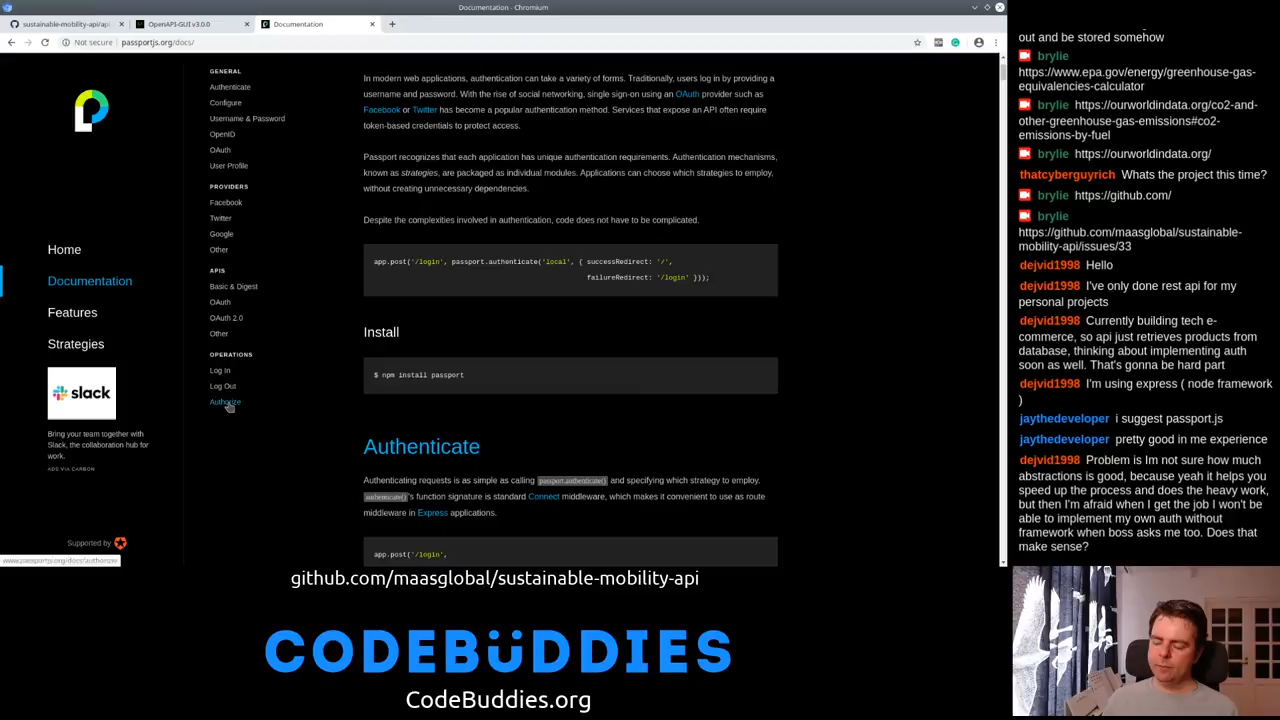 Documentation - Chromium
sustainable-mobility-api/api
OpenAPI-GUI v3.0.0
Documentation
Not secure
passportjs.org/docs/
Home
Documentation
Features
Strategies
slack
Bring your team together with
Slack, the collaboration hub for
work.
ADS VIA CARBON
Supported by
www.passportjs.org/docs/authorize
GENERAL
Authenticate
Configure
Username & Password
OpenID
OAuth
User Profile
PROVIDERS
Facebook
Twitter
Google
Other
APIS
Basic & Digest
OAuth
OAuth 2.0
Other
OPERATIONS
Log In
Log Out
Authorize
In modern web applications, authentication can take a variety of forms. Traditionally, users log in by providing a
username and password. With the rise of social networking, single sign-on using an OAuth provider such as
Facebook or Twitter has become a popular authentication method. Services that expose an API often require
token-based credentials to protect access.
Passport recognizes that each application has unique authentication requirements. Authentication mechanisms,
known as strategies, are packaged as individual modules. Applications can choose which strategies to employ,
without creating unnecessary dependencies.
Despite the complexities involved in authentication, code does not have to be complicated.
app.post('/login', passport.authenticate('local', { successRedirect: '/',
failureRedirect: '/login' }));
Install
$ npm install passport
Authenticate
Authenticating requests is as simple as calling passport.authenticate() and specifying which strategy to employ.
authenticate()'s function signature is standard Connect middleware, which makes it convenient to use as route
middleware in Express applications.
app.post('/login',
out and be stored somehow
brylie
https://www.epa.gov/energy/greenhouse-gas-
equivalencies-calculator
brylie https://ourworldindata.org/co2-and-
other-greenhouse-gas-emissions#co2-
emissions-by-fuel
brylie https://ourworldindata.org/
thatcyberguyrich Whats the project this time?
brylie https://github.com/
brylie
https://github.com/maasglobal/sustainable-
mobility-api/issues/33
dejvid1998 Hello
dejvid1998 I've only done rest api for my
personal projects
dejvid1998 Currently building tech e-
commerce, so api just retrieves products from
database, thinking about implementing auth
soon as well. That's gonna be hard part
dejvid1998 I'm using express ( node framework
)
jaythedeveloper i suggest passport.js
jaythedeveloper pretty good in me experience
dejvid1998 Problem is Im not sure how much
abstractions is good, because yeah it helps you
speed up the process and does the heavy work,
but then I'm afraid when I get the job I won't be
able to implement my own auth without
framework when boss asks me too. Does that
make sense?
github.com/maasglobal/sustainable-mobility-api
CODEBÜDDIES
CodeBuddies.org